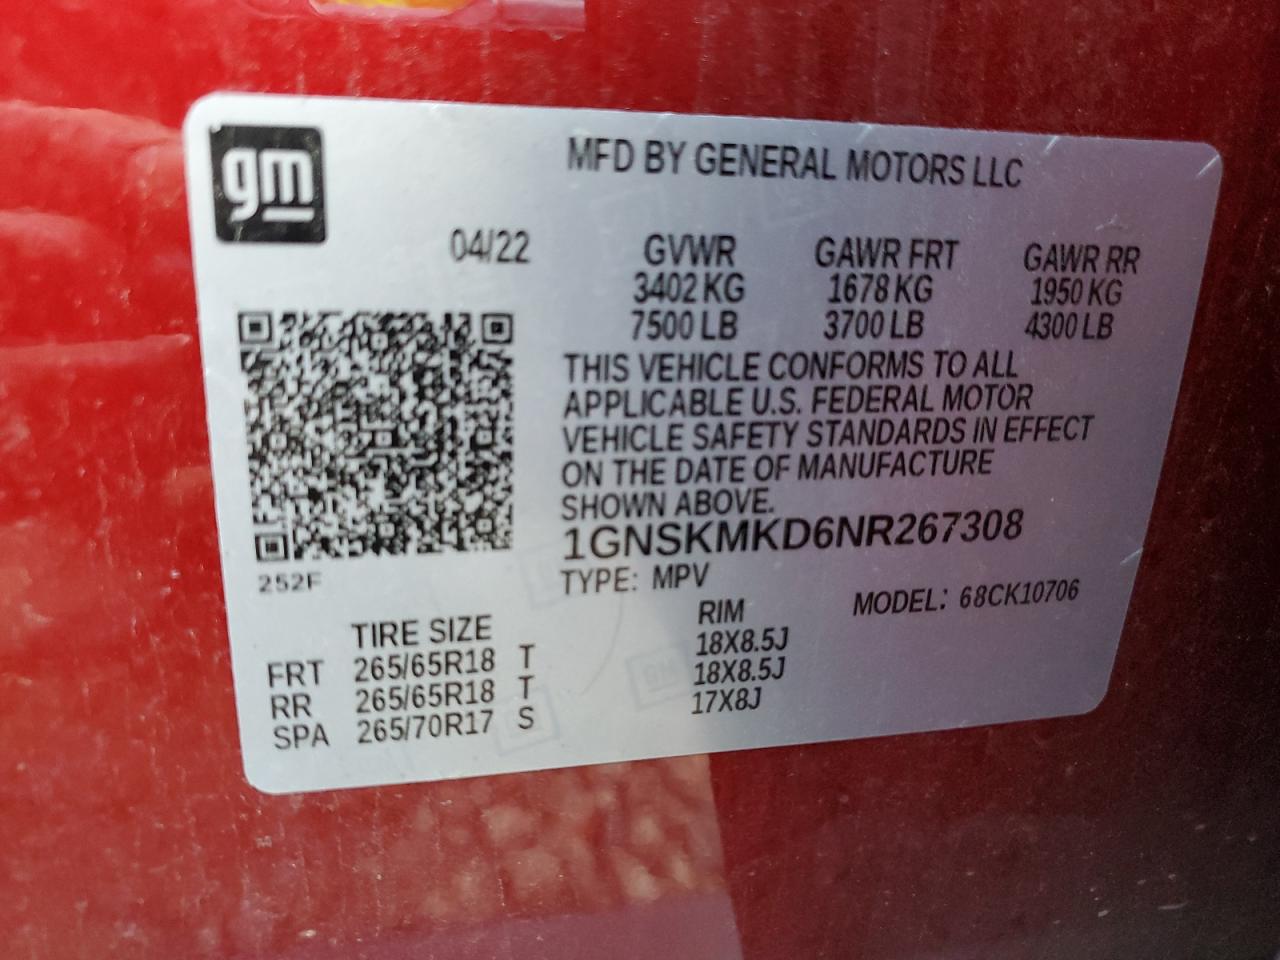 gm
MFD BY GENERAL MOTORS LLC
04/22
GVWR GAWR FRT GAWR RR
3402 KG 1678 KG 1950 KG
7500 LB 3700 LB 4300 LB
THIS VEHICLE CONFORMS TO ALL
APPLICABLE U.S. FEDERAL MOTOR
VEHICLE SAFETY STANDARDS IN EFFECT
ON THE DATE OF MANUFACTURE
SHOWN ABOVE.
1GNSKMKD6NR267308
252F
TYPE: MPV MODEL: 68CK10706
TIRE SIZE RIM
FRT 265/65R18 T 18X8.5J
RR 265/65R18 T 18X8.5J
SPA 265/70R17 S 17X8J